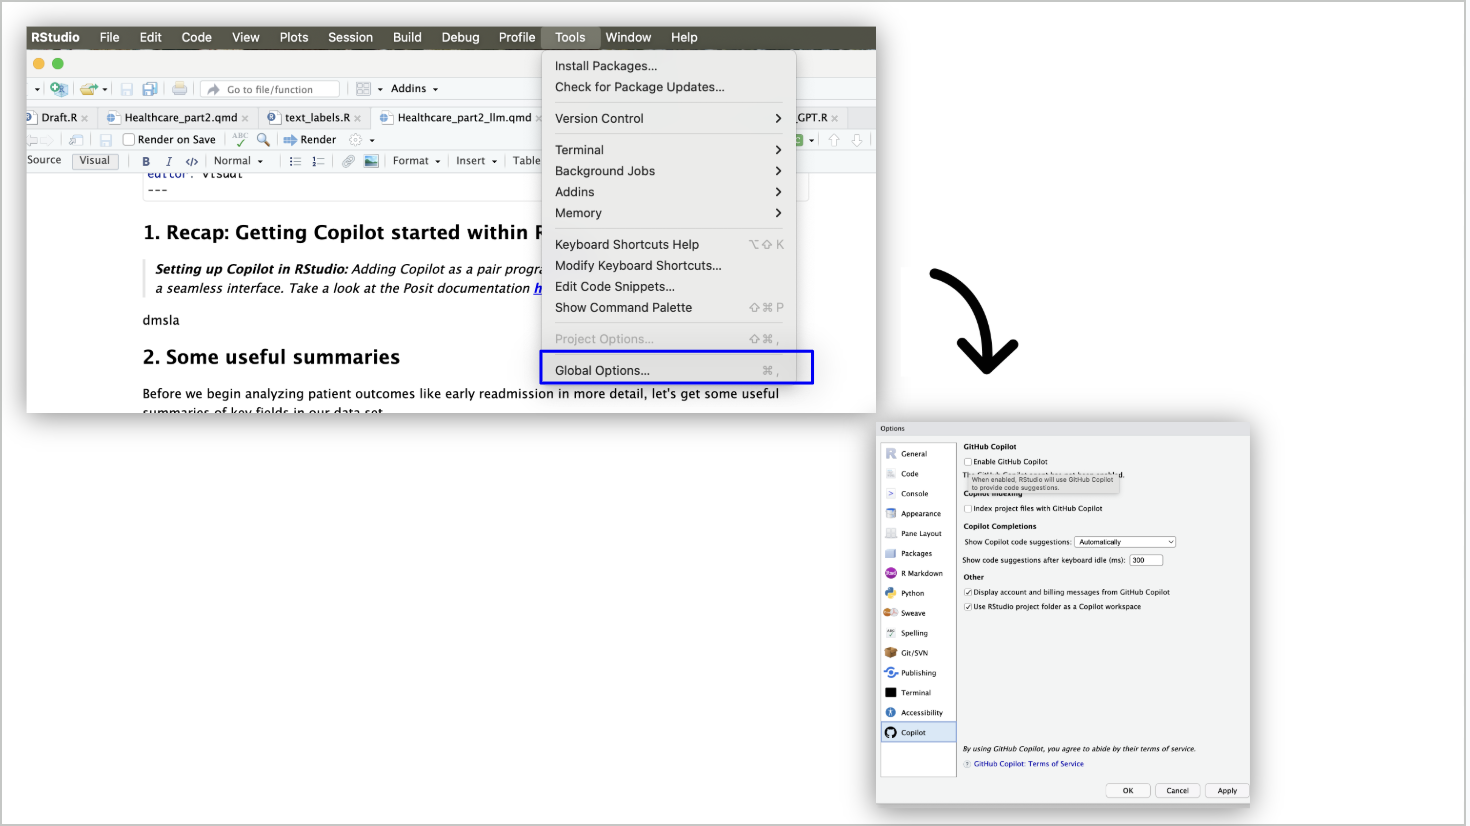 RStudio File Edit Code View Plots Session Build Debug Profile Tools Window Help
Go to file/function Addins
Draft.R Healthcare_part2.qmd text_labels.R Healthcare_part2_llm.qmd _GPT.R
Render on Save ABC Render
Source Visual B I </> Normal Format Insert Table
editor: visual
---
1. Recap: Getting Copilot started within R
Setting up Copilot in RStudio: Adding Copilot as a pair progra
a seamless interface. Take a look at the Posit documentation h
dmsla
2. Some useful summaries
Before we begin analyzing patient outcomes like early readmission in more detail, let's get some useful
summaries of key fields in our data set
Install Packages...
Check for Package Updates...
Version Control
Terminal
Background Jobs
Addins
Memory
Keyboard Shortcuts Help ⌥⇧ K
Modify Keyboard Shortcuts...
Edit Code Snippets...
Show Command Palette ⇧⌘ P
Project Options... ⇧⌘ ,
Global Options... ⌘ ,
Options
General
Code
Console
Appearance
Pane Layout
Packages
R Markdown
Python
Sweave
Spelling
Git/SVN
Publishing
Terminal
Accessibility
Copilot
GitHub Copilot
Enable GitHub Copilot
The GitHub Copilot agent has not been enabled.
When enabled, RStudio will use GitHub Copilot
to provide code suggestions.
Copilot Indexing
Index project files with GitHub Copilot
Copilot Completions
Show Copilot code suggestions: Automatically
Show code suggestions after keyboard idle (ms): 300
Other
Display account and billing messages from GitHub Copilot
Use RStudio project folder as a Copilot workspace
By using GitHub Copilot, you agree to abide by their terms of service.
? GitHub Copilot: Terms of Service
OK Cancel Apply